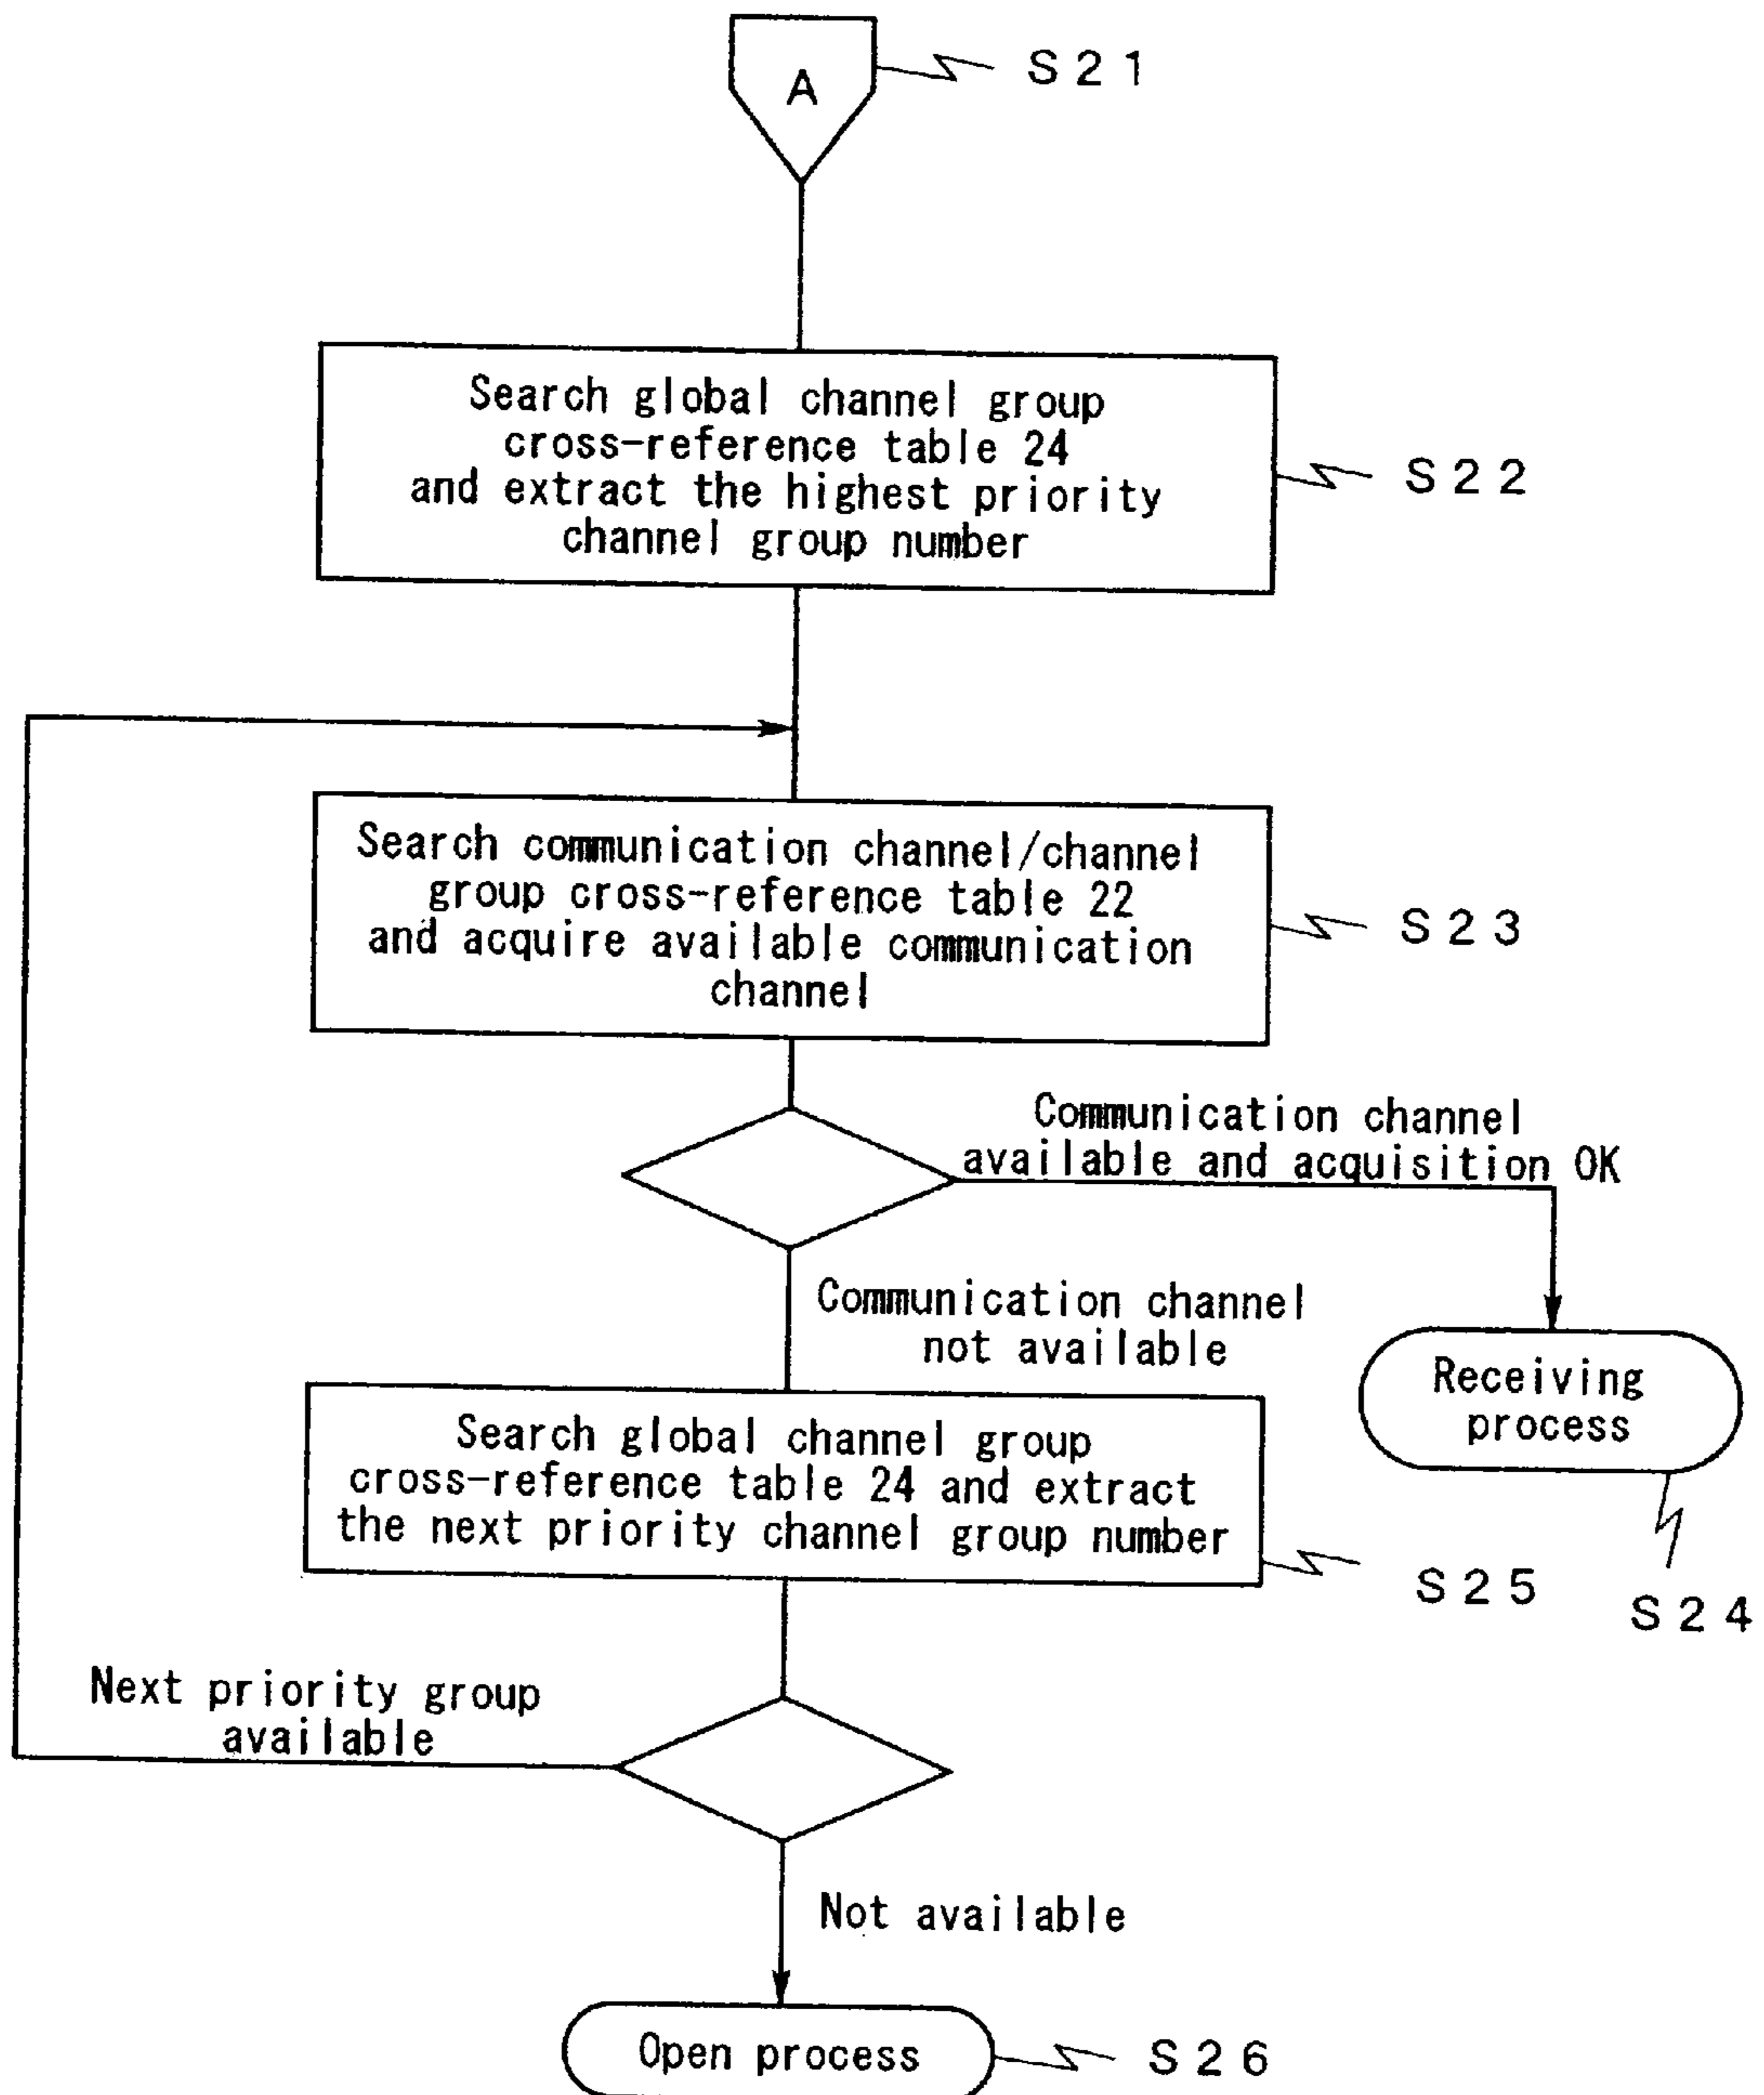 A
S21
Search global channel group
cross-reference table 24
and extract the highest priority
channel group number
S22
Search communication channel/channel
group cross-reference table 22
and acquire available communication
channel
S23
Communication channel
available and acquisition OK
Communication channel
not available
Receiving
process
S24
Search global channel group
cross-reference table 24 and extract
the next priority channel group number
S25
Next priority group
available
Not available
Open process
S26